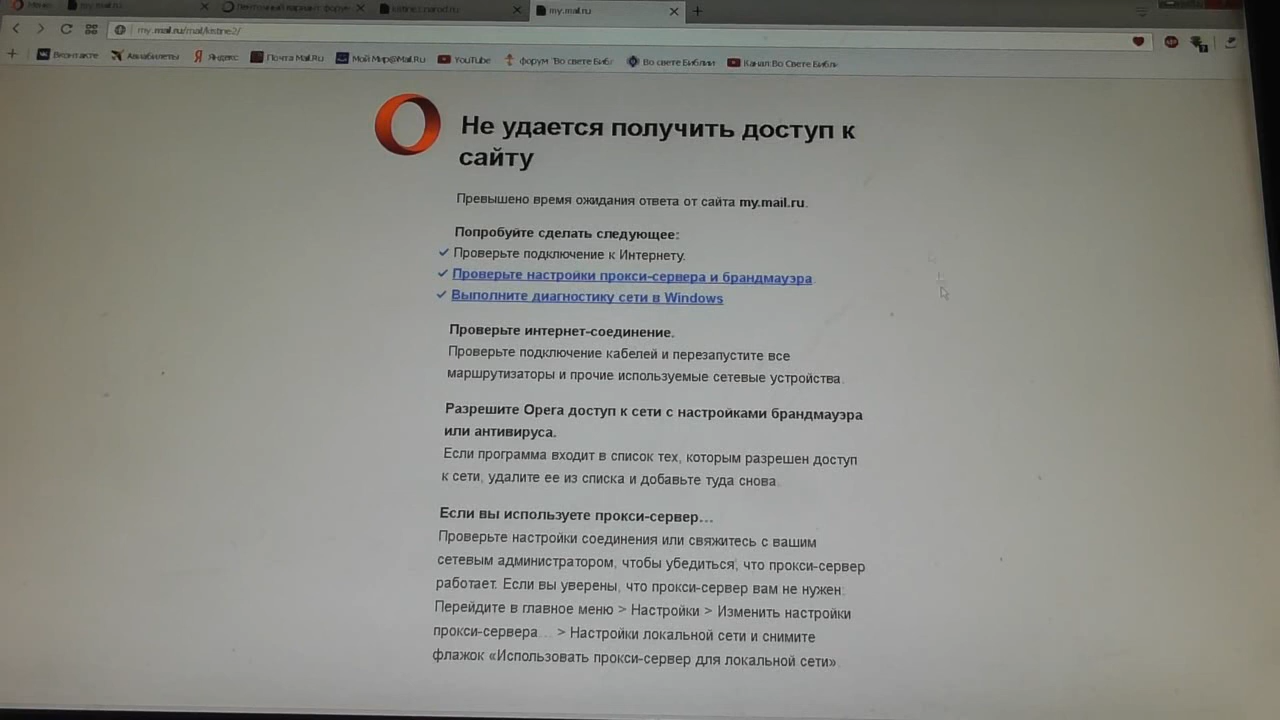 my.mail.ru
my.mail.ru
my.mail.ru/mail/kistine2/
Вконтакте
Авиабилеты
Яндекс
Почта Mail.Ru
Мой Мир@Mail.Ru
YouTube
форум "Во свете Библ
Во свете Библии
Канал Во Свете Библи
Не удается получить доступ к
сайту
Превышено время ожидания ответа от сайта my.mail.ru.
Попробуйте сделать следующее:
Проверьте подключение к Интернету.
Проверьте настройки прокси-сервера и брандмауэра
Выполните диагностику сети в Windows
Проверьте интернет-соединение.
Проверьте подключение кабелей и перезапустите все
маршрутизаторы и прочие используемые сетевые устройства.
Разрешите Opera доступ к сети с настройками брандмауэра
или антивируса.
Если программа входит в список тех, которым разрешен доступ
к сети, удалите ее из списка и добавьте туда снова.
Если вы используете прокси-сервер…
Проверьте настройки соединения или свяжитесь с вашим
сетевым администратором, чтобы убедиться, что прокси-сервер
работает. Если вы уверены, что прокси-сервер вам не нужен:
Перейдите в главное меню > Настройки > Изменить настройки
прокси-сервера… > Настройки локальной сети и снимите
флажок «Использовать прокси-сервер для локальной сети».